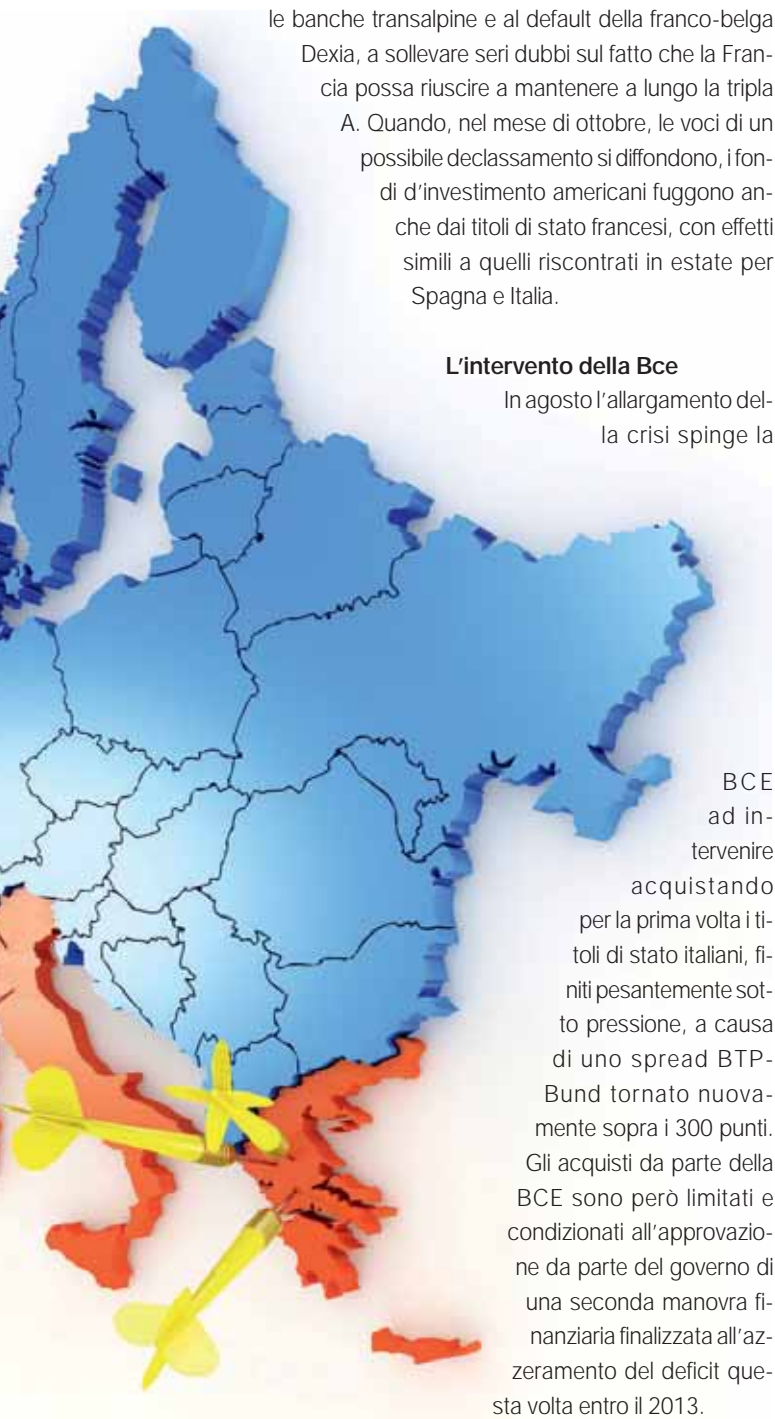 le banche transalpine e al default della franco-belga
Dexia, a sollevare seri dubbi sul fatto che la Fran-
cia possa riuscire a mantenere a lungo la tripla
A. Quando, nel mese di ottobre, le voci di un
possibile declassamento si diffondono, i fon-
di d'investimento americani fuggono an-
che dai titoli di stato francesi, con effetti
simili a quelli riscontrati in estate per
Spagna e Italia.
L'intervento della Bce
In agosto l'allargamento del-
la crisi spinge la
BCE
ad in-
tervenire
acquistando
per la prima volta i ti-
toli di stato italiani, fi-
niti pesantemente sot-
to pressione, a causa
di uno spread BTP-
Bund tornato nuova-
mente sopra i 300 punti.
Gli acquisti da parte della
BCE sono però limitati e
condizionati all'approvazio-
ne da parte del governo di
una seconda manovra fi-
nanziaria finalizzata all'az-
zeramento del deficit que-
sta volta entro il 2013.